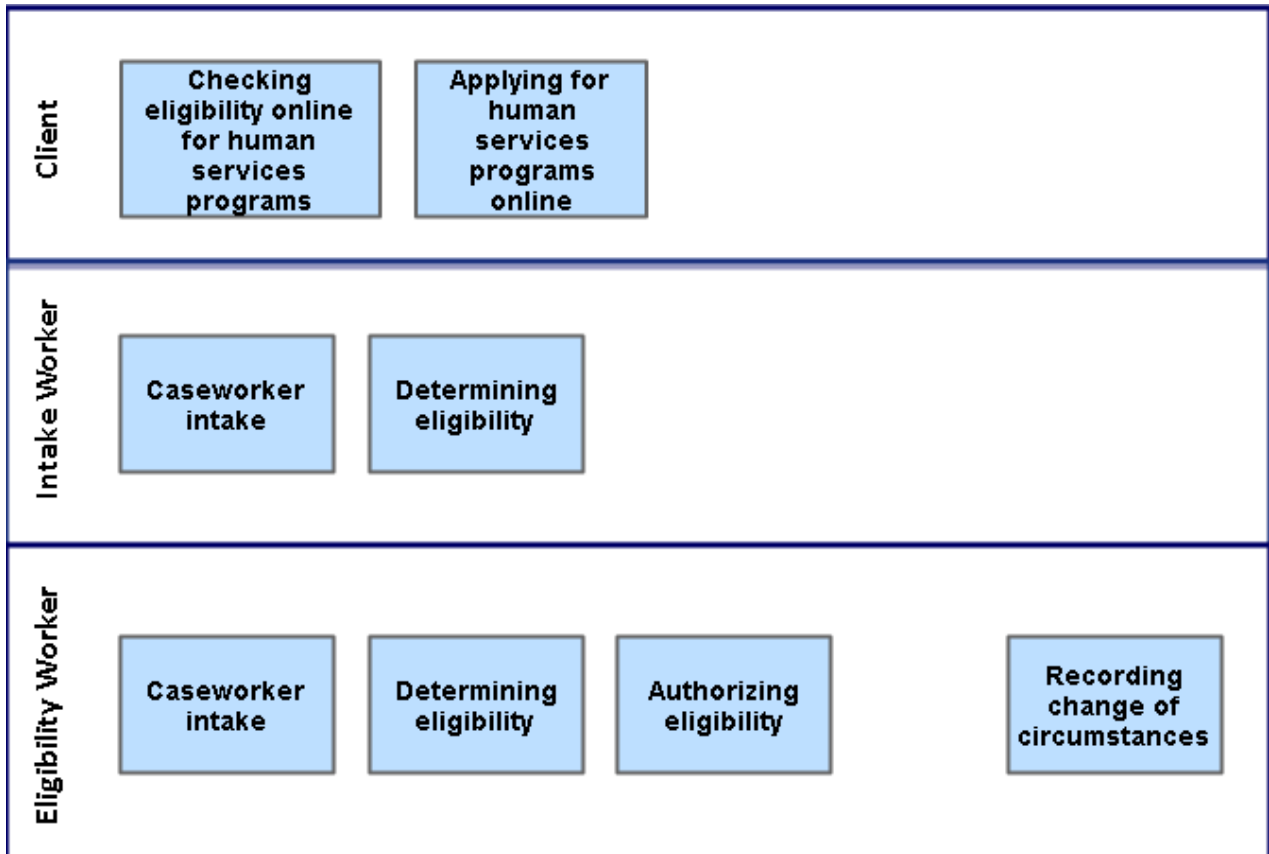 Client
Checking
eligibility online
for human
services
programs
Applying for
human
services
programs
online
Intake Worker
Caseworker
intake
Determining
eligibility
Eligibility Worker
Caseworker
intake
Determining
eligibility
Authorizing
eligibility
Recording
change of
circumstances